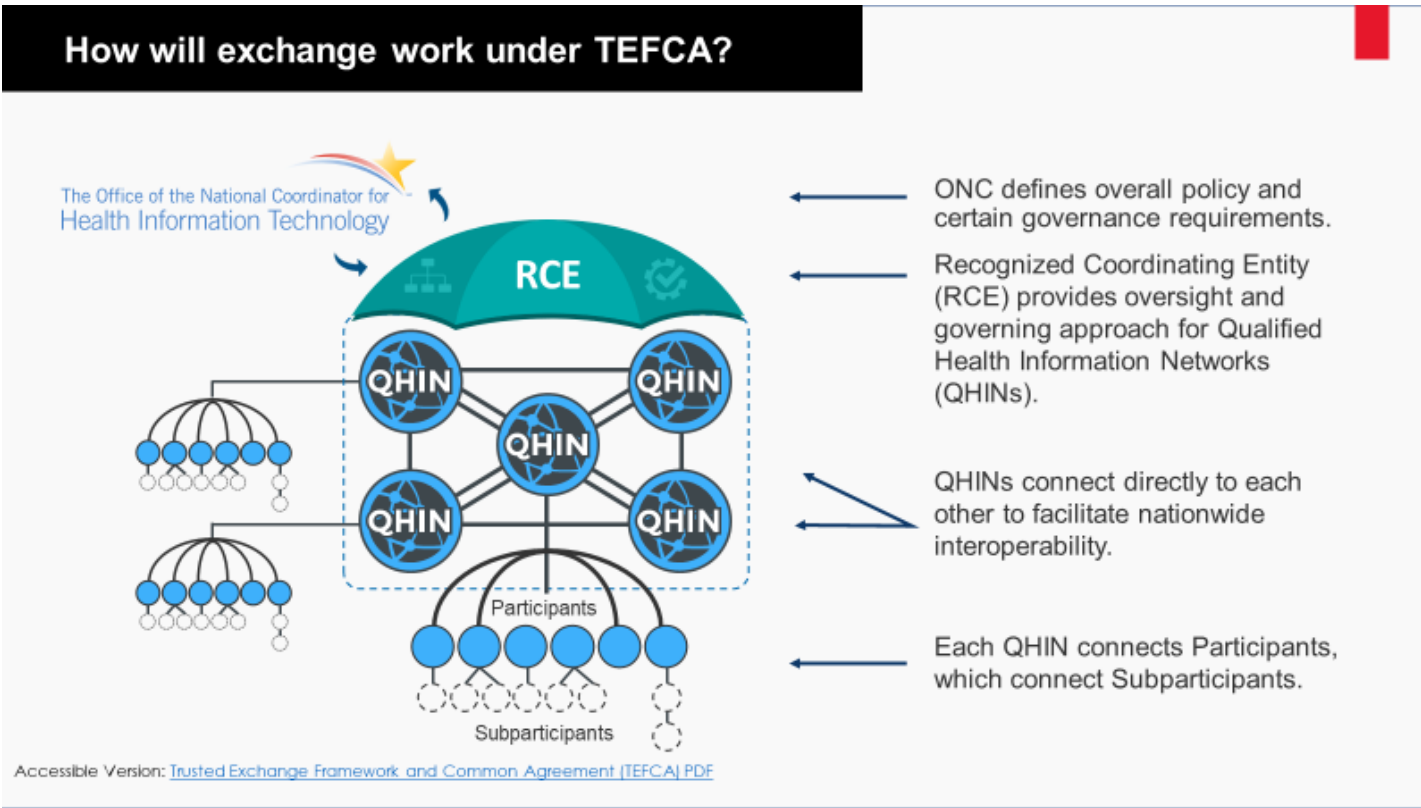 How will exchange work under TEFCA?
The Office of the National Coordinator for
Health Information Technology
RCE
QHIN
QHIN
QHIN
QHIN
QHIN
Participants
Subparticipants
ONC defines overall policy and
certain governance requirements.
Recognized Coordinating Entity
(RCE) provides oversight and
governing approach for Qualified
Health Information Networks
(QHINs).
QHINs connect directly to each
other to facilitate nationwide
interoperability.
Each QHIN connects Participants,
which connect Subparticipants.
Accessible Version: Trusted Exchange Framework and Common Agreement (TEFCA) PDF